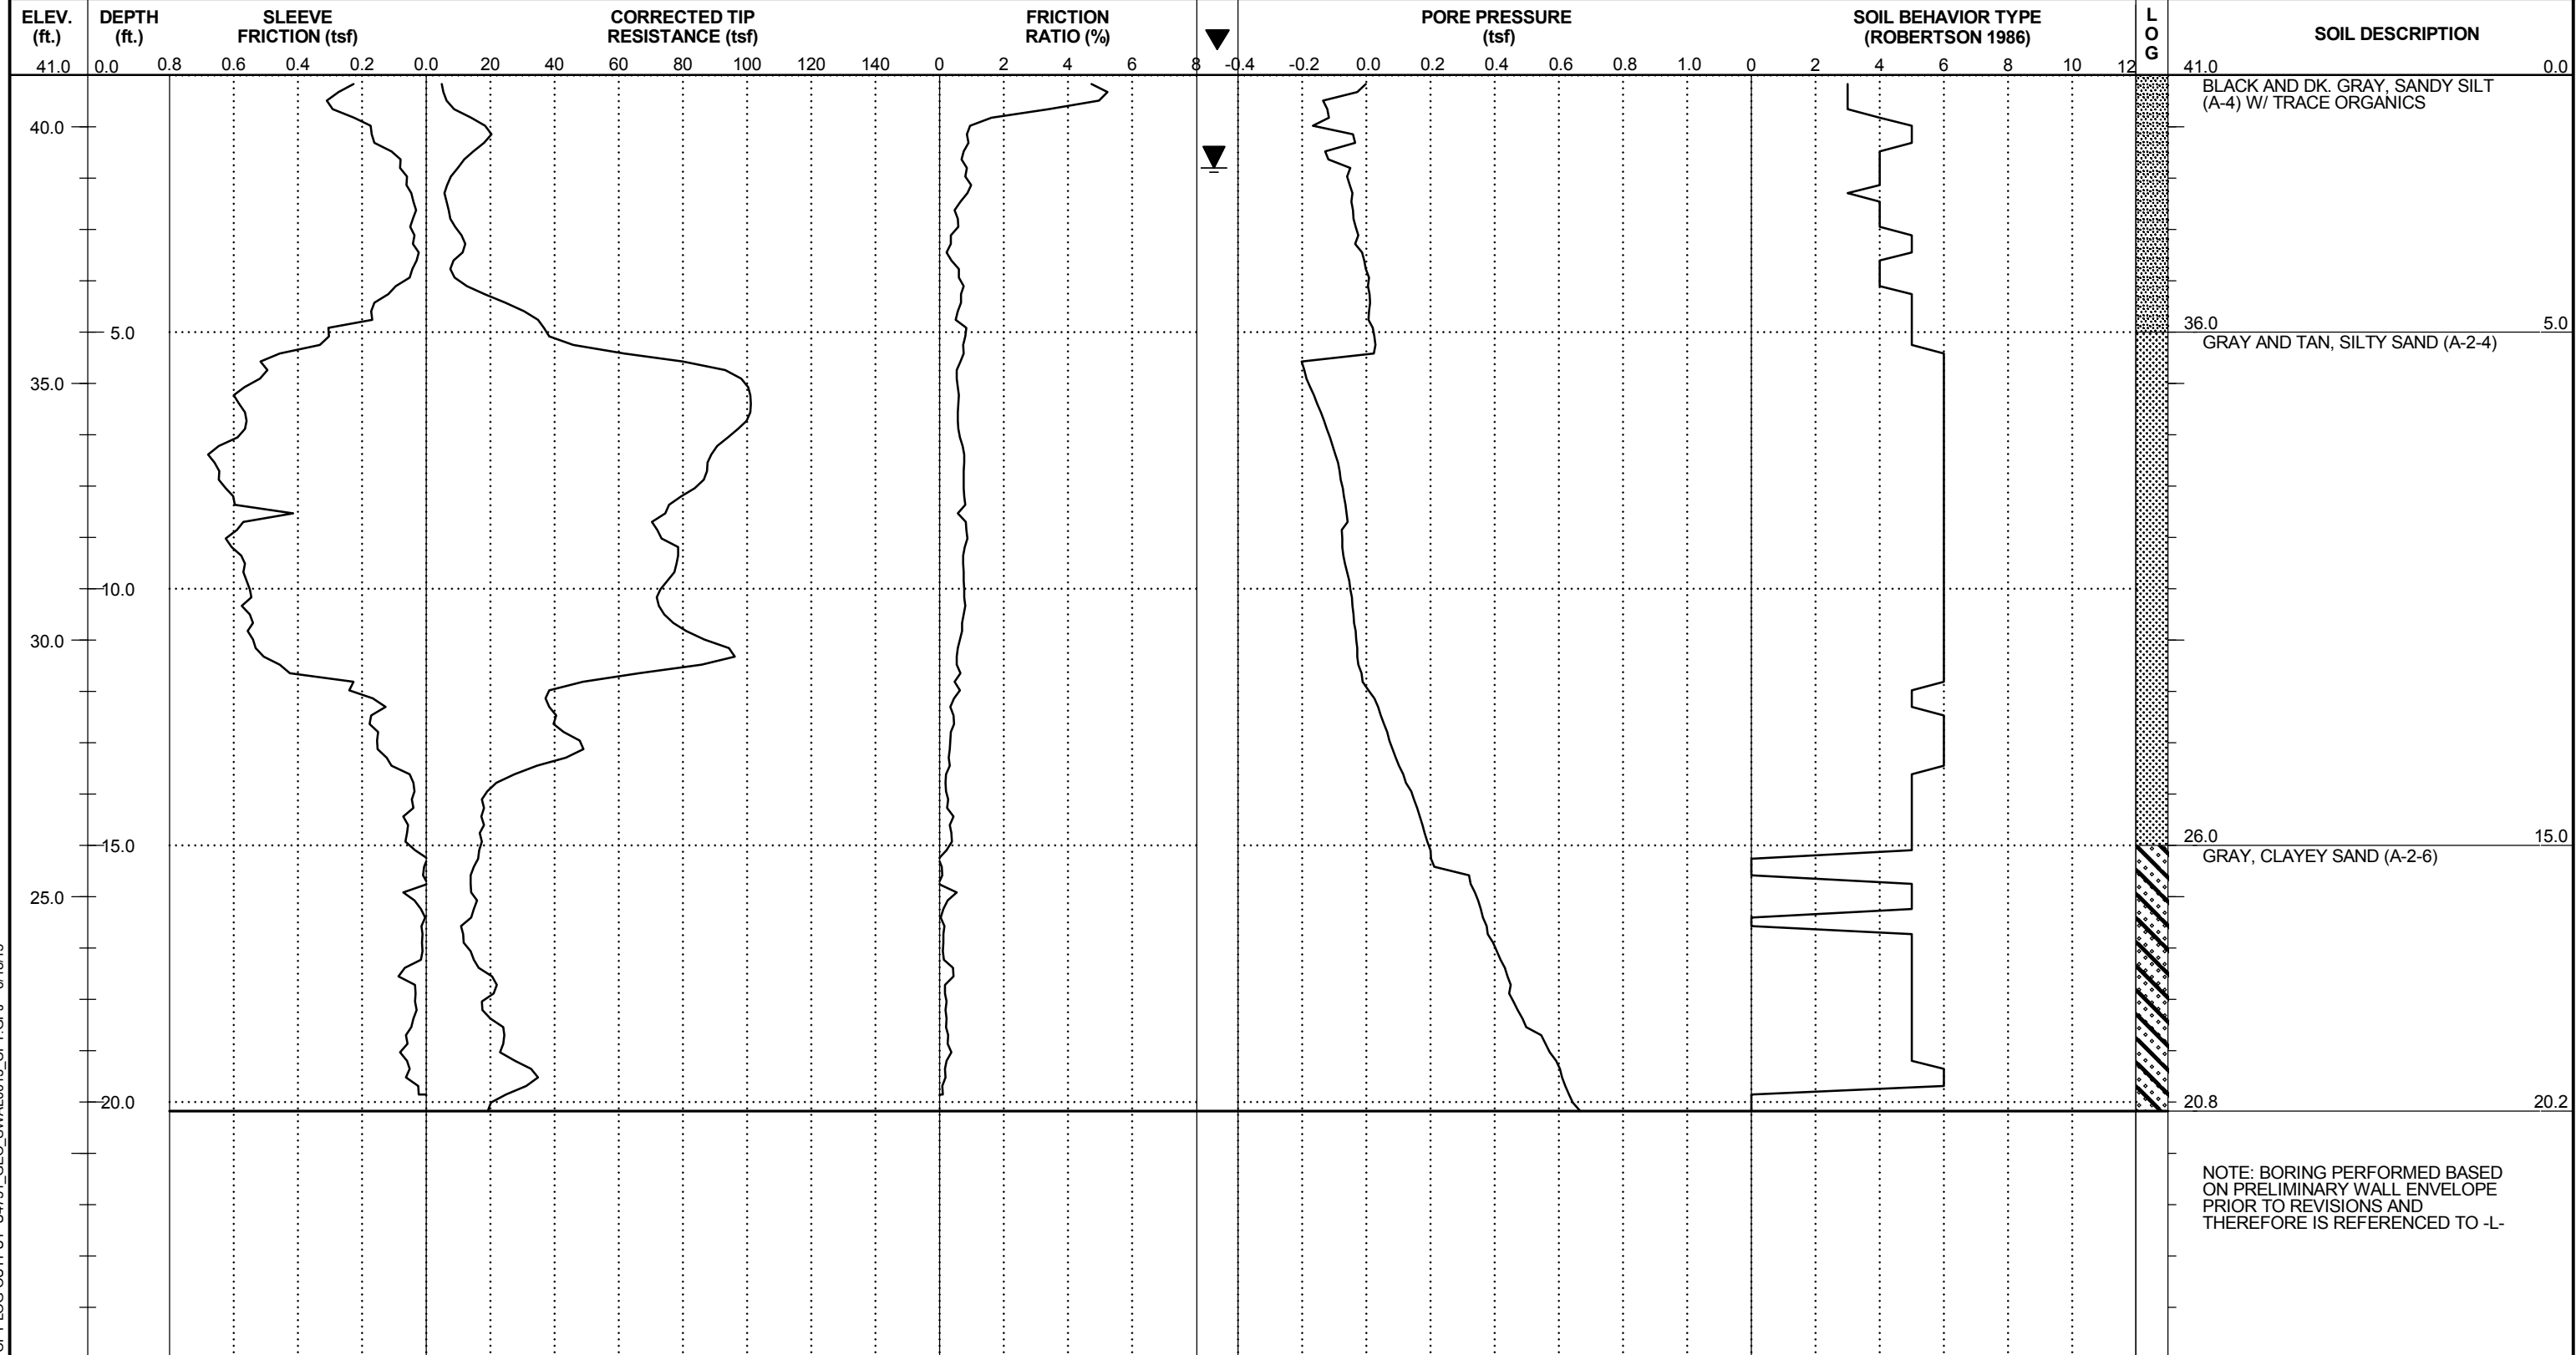 ELEV.
(ft.)
DEPTH
(ft.)
SLEEVE
FRICTION (tsf)
CORRECTED TIP
RESISTANCE (tsf)
FRICTION
RATIO (%)
PORE PRESSURE
(tsf)
SOIL BEHAVIOR TYPE
(ROBERTSON 1986)
L
O
G
SOIL DESCRIPTION
41.0 0.0 0.8 0.6 0.4 0.2 0.0 20 40 60 80 100 120 140 0 2 4 6 8 -0.4 -0.2 0.0 0.2 0.4 0.6 0.8 1.0 0 2 4 6 8 10 12 41.0 0.0
BLACK AND DK. GRAY, SANDY SILT
(A-4) W/ TRACE ORGANICS
40.0
5.0 36.0 5.0
GRAY AND TAN, SILTY SAND (A-2-4)
35.0
10.0
30.0
15.0 26.0 15.0
GRAY, CLAYEY SAND (A-2-6)
25.0
20.0 20.8 20.2
NOTE: BORING PERFORMED BASED
ON PRELIMINARY WALL ENVELOPE
PRIOR TO REVISIONS AND
THEREFORE IS REFERENCED TO -L-